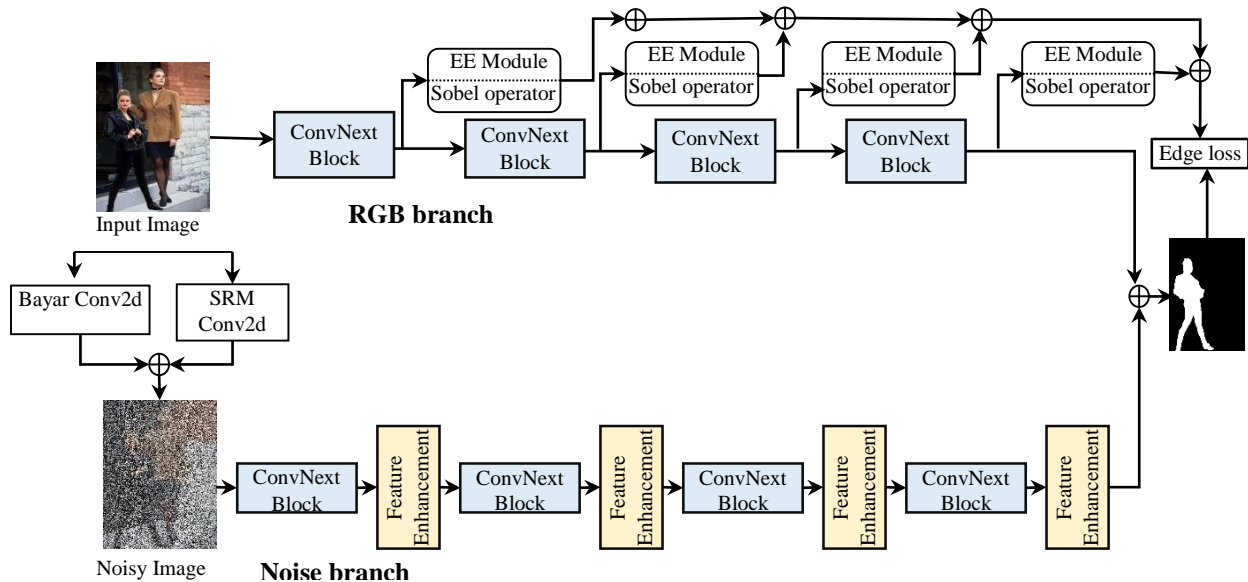 EE Module
Sobel operator
EE Module
Sobel operator
EE Module
Sobel operator
EE Module
Sobel operator
ConvNext
Block
ConvNext
Block
ConvNext
Block
ConvNext
Block
Edge loss
Input Image
RGB branch
Bayar Conv2d
SRM
Conv2d
ConvNext
Block
Feature
Enhancement
ConvNext
Block
Feature
Enhancement
ConvNext
Block
Feature
Enhancement
ConvNext
Block
Feature
Enhancement
Noisy Image
Noise branch